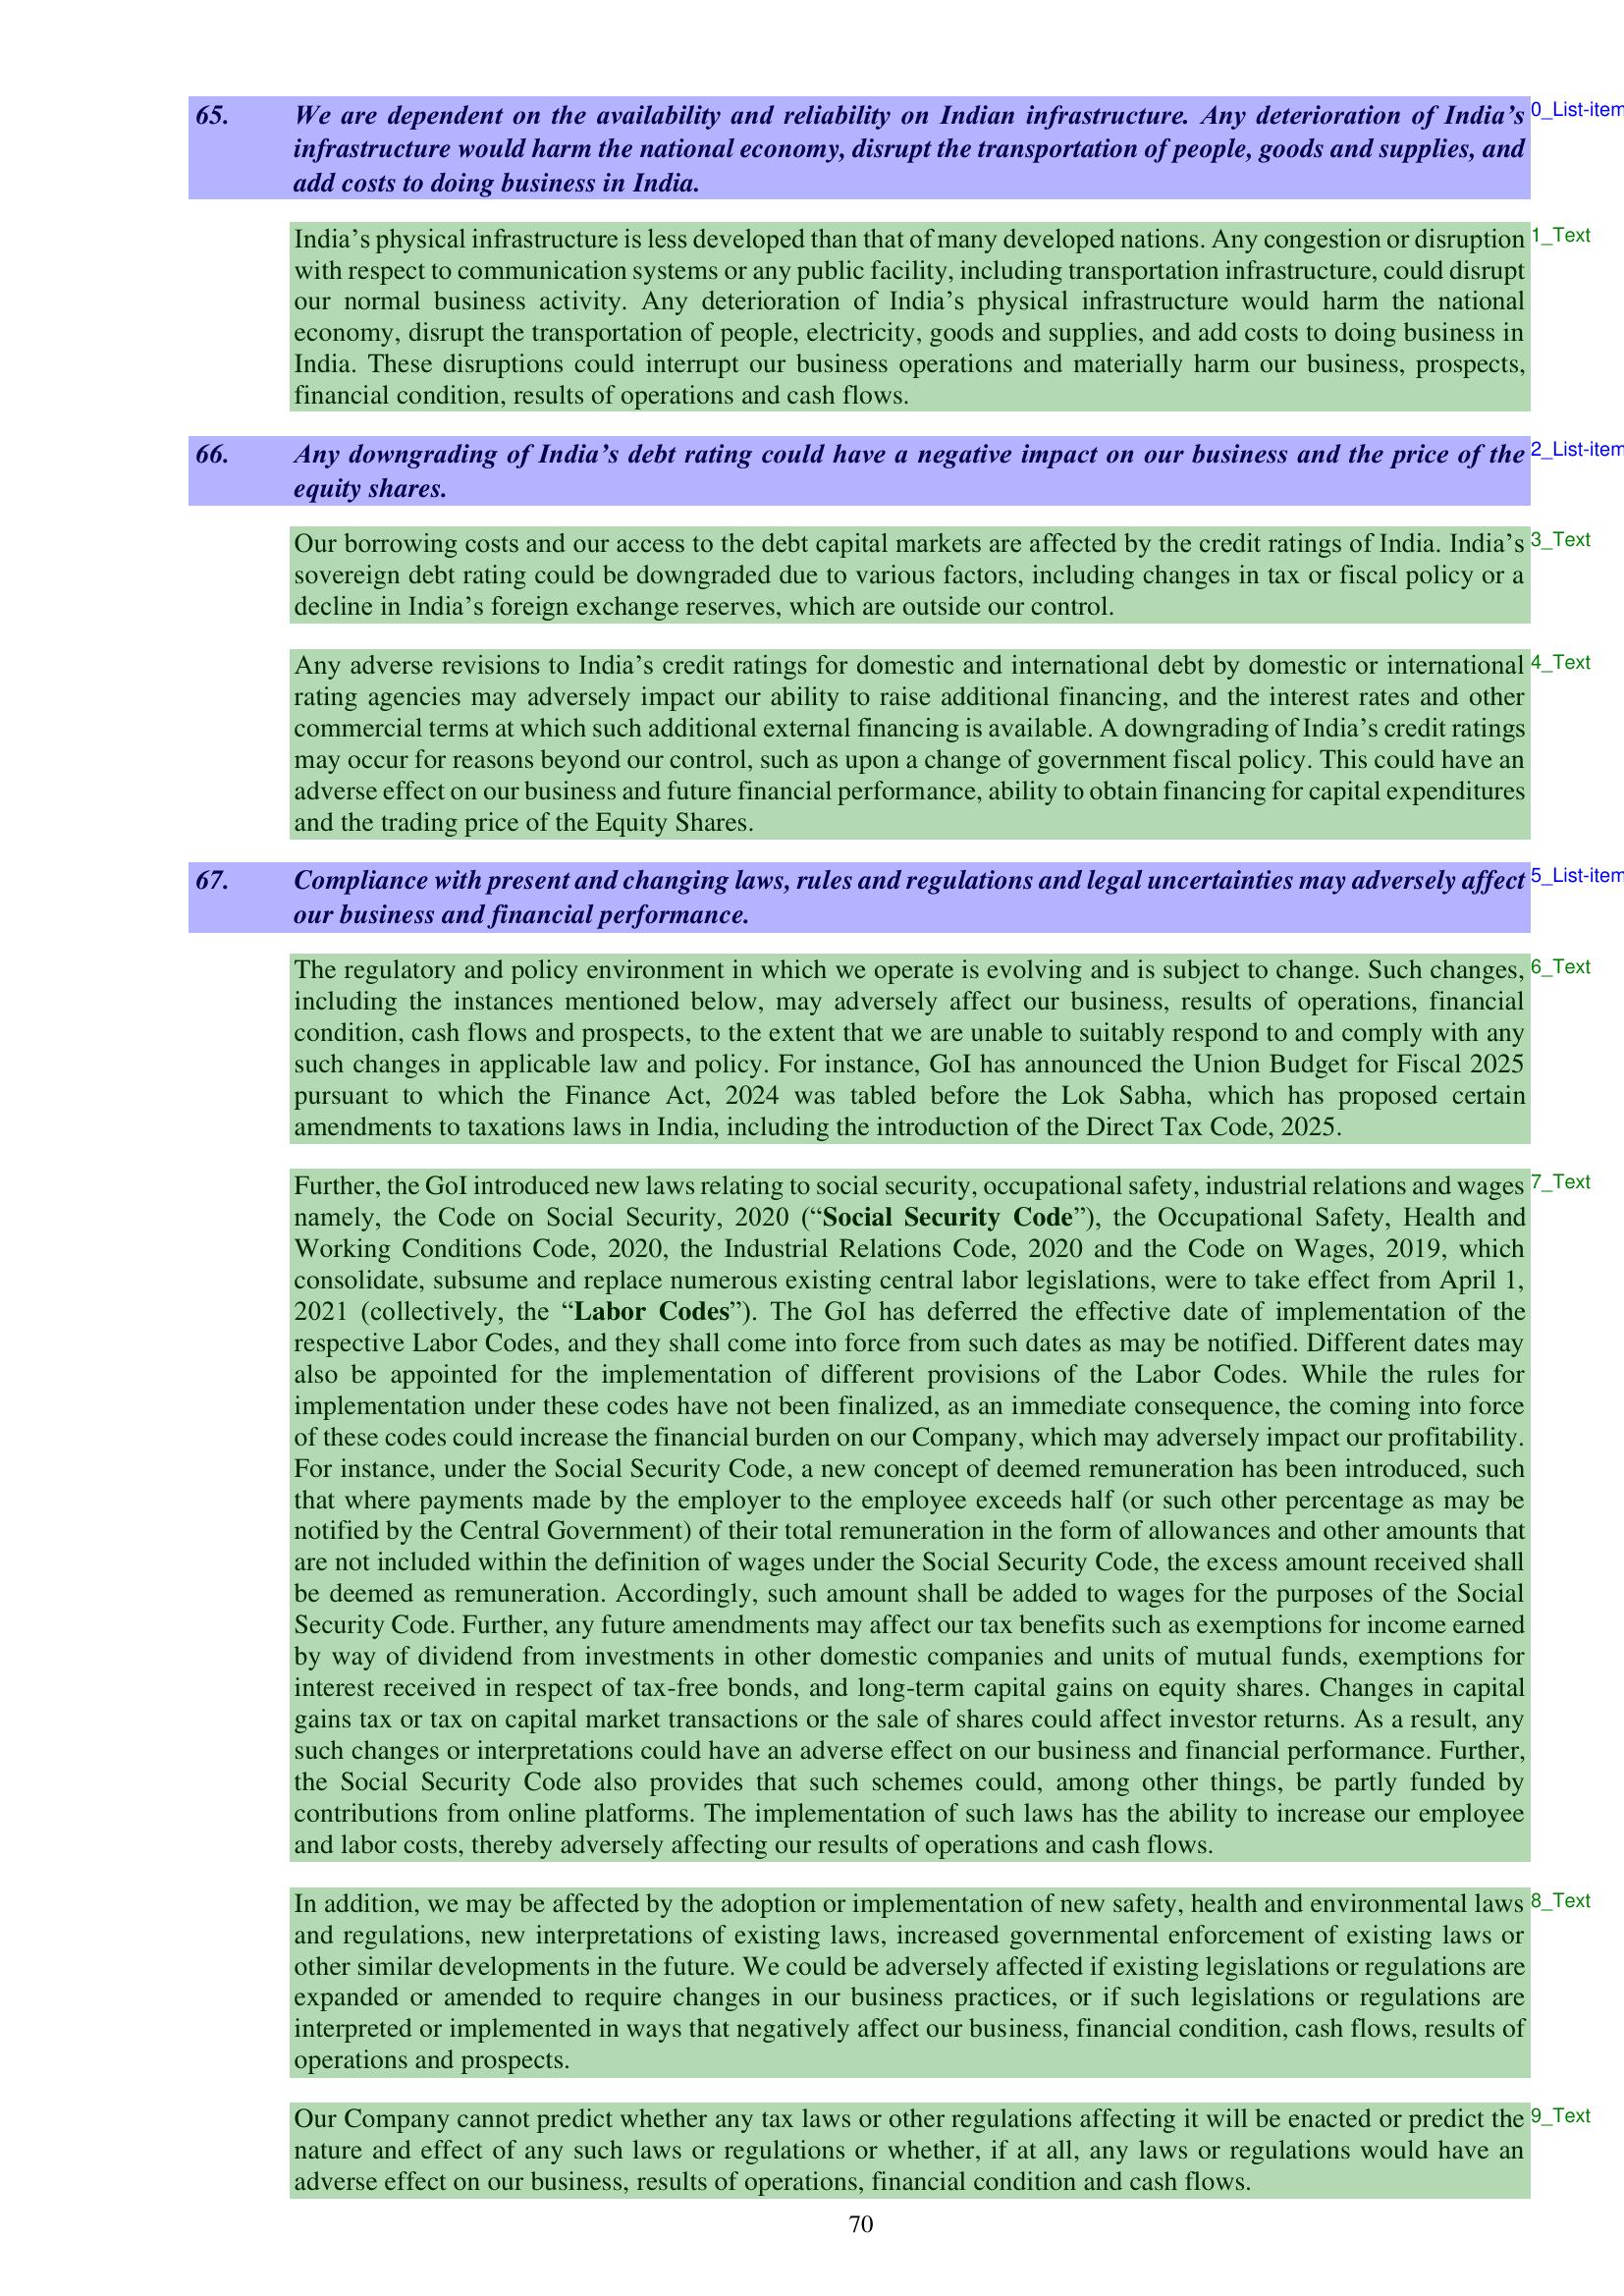 65. We are dependent on the availability and reliability on Indian infrastructure. Any deterioration of India’s 0_List-item
infrastructure would harm the national economy, disrupt the transportation of people, goods and supplies, and
add costs to doing business in India.
India’s physical infrastructure is less developed than that of many developed nations. Any congestion or disruption 1_Text
with respect to communication systems or any public facility, including transportation infrastructure, could disrupt
our normal business activity. Any deterioration of India’s physical infrastructure would harm the national
economy, disrupt the transportation of people, electricity, goods and supplies, and add costs to doing business in
India. These disruptions could interrupt our business operations and materially harm our business, prospects,
financial condition, results of operations and cash flows.
66. Any downgrading of India’s debt rating could have a negative impact on our business and the price of the 2_List-item
equity shares.
Our borrowing costs and our access to the debt capital markets are affected by the credit ratings of India. India’s 3_Text
sovereign debt rating could be downgraded due to various factors, including changes in tax or fiscal policy or a
decline in India’s foreign exchange reserves, which are outside our control.
Any adverse revisions to India’s credit ratings for domestic and international debt by domestic or international 4_Text
rating agencies may adversely impact our ability to raise additional financing, and the interest rates and other
commercial terms at which such additional external financing is available. A downgrading of India’s credit ratings
may occur for reasons beyond our control, such as upon a change of government fiscal policy. This could have an
adverse effect on our business and future financial performance, ability to obtain financing for capital expenditures
and the trading price of the Equity Shares.
67. Compliance with present and changing laws, rules and regulations and legal uncertainties may adversely affect 5_List-item
our business and financial performance.
The regulatory and policy environment in which we operate is evolving and is subject to change. Such changes, 6_Text
including the instances mentioned below, may adversely affect our business, results of operations, financial
condition, cash flows and prospects, to the extent that we are unable to suitably respond to and comply with any
such changes in applicable law and policy. For instance, GoI has announced the Union Budget for Fiscal 2025
pursuant to which the Finance Act, 2024 was tabled before the Lok Sabha, which has proposed certain
amendments to taxations laws in India, including the introduction of the Direct Tax Code, 2025.
Further, the GoI introduced new laws relating to social security, occupational safety, industrial relations and wages 7_Text
namely, the Code on Social Security, 2020 (“Social Security Code”), the Occupational Safety, Health and
Working Conditions Code, 2020, the Industrial Relations Code, 2020 and the Code on Wages, 2019, which
consolidate, subsume and replace numerous existing central labor legislations, were to take effect from April 1,
2021 (collectively, the “Labor Codes”). The GoI has deferred the effective date of implementation of the
respective Labor Codes, and they shall come into force from such dates as may be notified. Different dates may
also be appointed for the implementation of different provisions of the Labor Codes. While the rules for
implementation under these codes have not been finalized, as an immediate consequence, the coming into force
of these codes could increase the financial burden on our Company, which may adversely impact our profitability.
For instance, under the Social Security Code, a new concept of deemed remuneration has been introduced, such
that where payments made by the employer to the employee exceeds half (or such other percentage as may be
notified by the Central Government) of their total remuneration in the form of allowances and other amounts that
are not included within the definition of wages under the Social Security Code, the excess amount received shall
be deemed as remuneration. Accordingly, such amount shall be added to wages for the purposes of the Social
Security Code. Further, any future amendments may affect our tax benefits such as exemptions for income earned
by way of dividend from investments in other domestic companies and units of mutual funds, exemptions for
interest received in respect of tax-free bonds, and long-term capital gains on equity shares. Changes in capital
gains tax or tax on capital market transactions or the sale of shares could affect investor returns. As a result, any
such changes or interpretations could have an adverse effect on our business and financial performance. Further,
the Social Security Code also provides that such schemes could, among other things, be partly funded by
contributions from online platforms. The implementation of such laws has the ability to increase our employee
and labor costs, thereby adversely affecting our results of operations and cash flows.
In addition, we may be affected by the adoption or implementation of new safety, health and environmental laws 8_Text
and regulations, new interpretations of existing laws, increased governmental enforcement of existing laws or
other similar developments in the future. We could be adversely affected if existing legislations or regulations are
expanded or amended to require changes in our business practices, or if such legislations or regulations are
interpreted or implemented in ways that negatively affect our business, financial condition, cash flows, results of
operations and prospects.
Our Company cannot predict whether any tax laws or other regulations affecting it will be enacted or predict the 9_Text
nature and effect of any such laws or regulations or whether, if at all, any laws or regulations would have an
adverse effect on our business, results of operations, financial condition and cash flows.
70